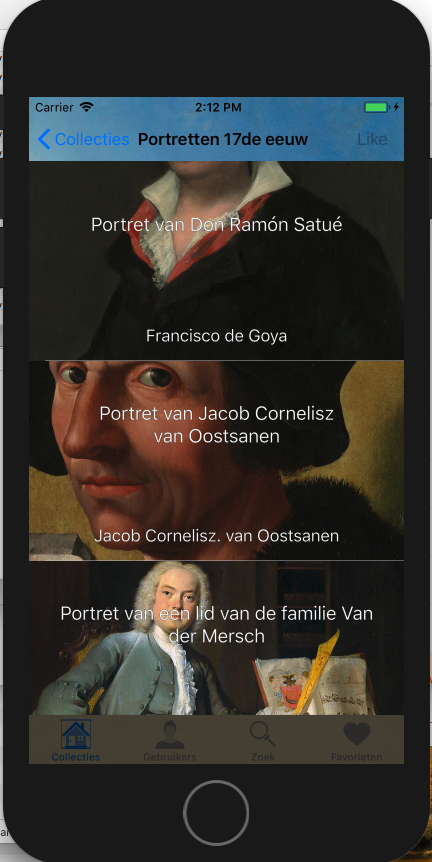 Carrier 2:12 PM
Collecties Portretten 17de eeuw Like
Portret van Don Ramón Satué
Francisco de Goya
Portret van Jacob Cornelisz
van Oostsanen
Jacob Cornelisz. van Oostsanen
Portret van een lid van de familie Van
der Mersch
Collecties Gebruikers Zoek Favorieten